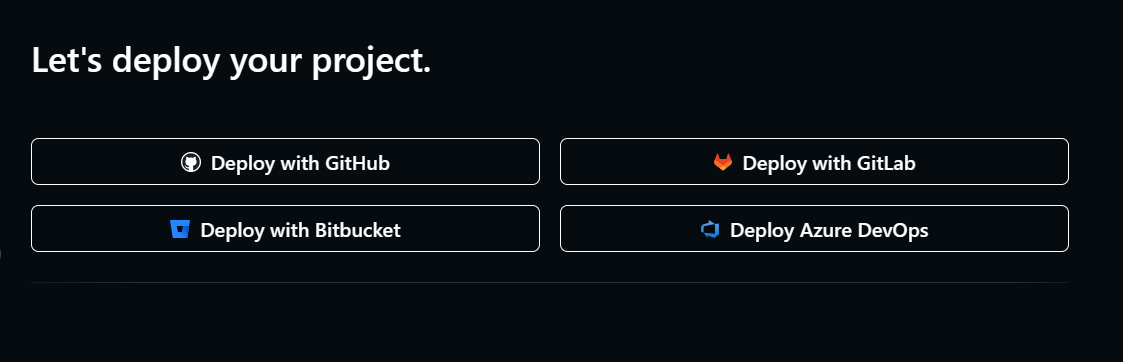 Let's deploy your project.
Deploy with GitHub
Deploy with GitLab
Deploy with Bitbucket
Deploy Azure DevOps